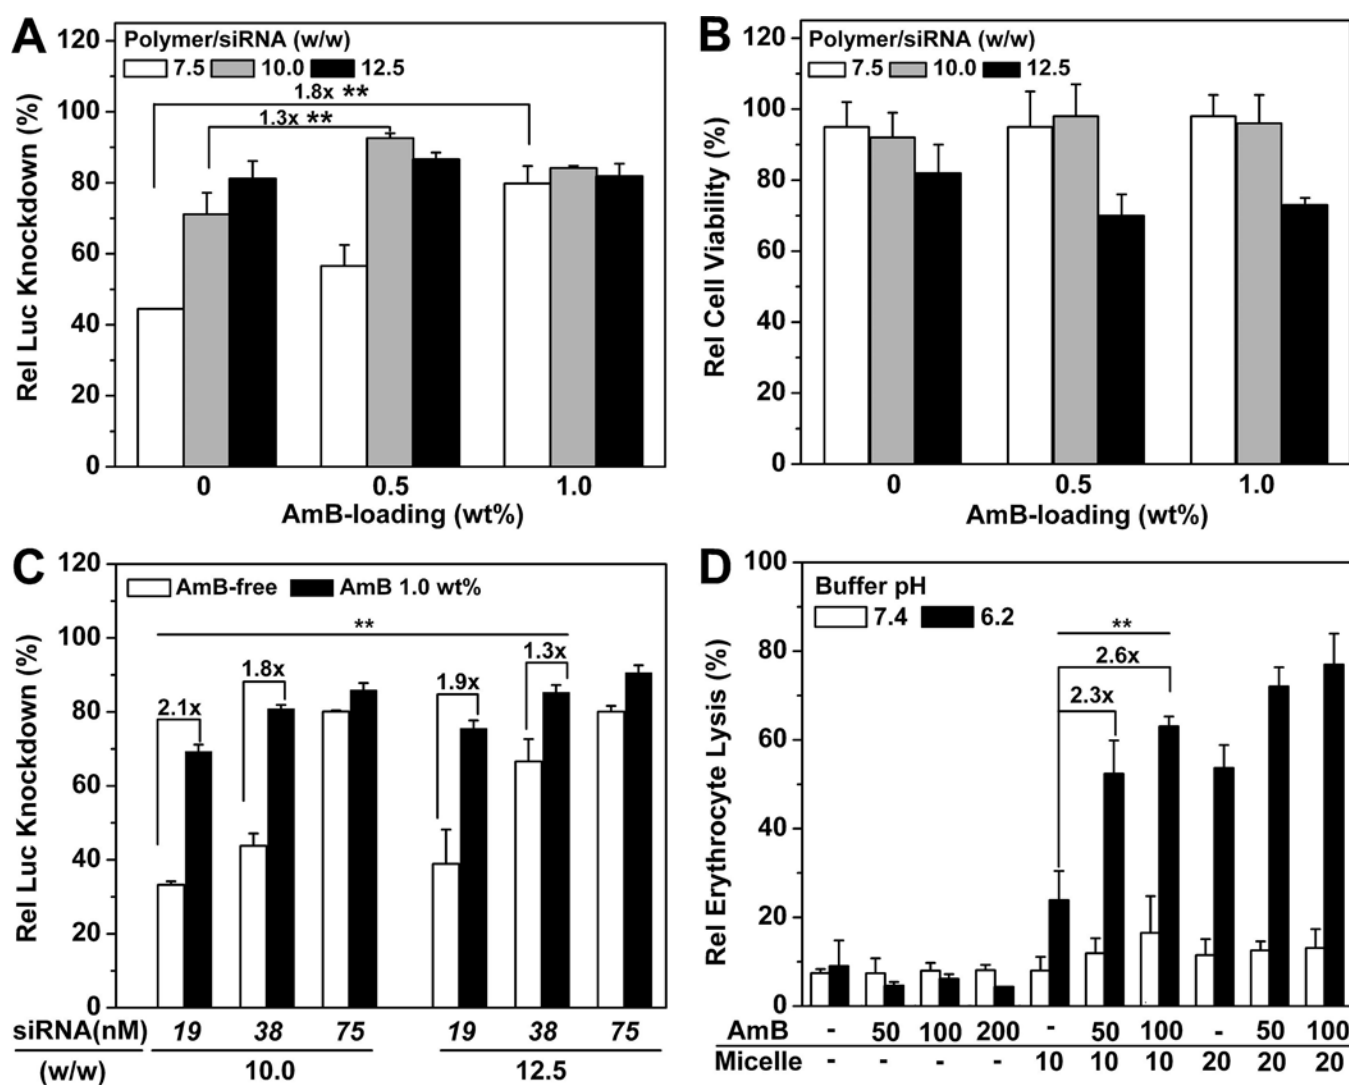 A
Polymer/siRNA (w/w)
7.5 10.0 12.5
1.8x **
1.3x **
Rel Luc Knockdown (%)
120
100
80
60
40
20
0
0 0.5 1.0
AmB-loading (wt%)
B
Polymer/siRNA (w/w)
7.5 10.0 12.5
Rel Cell Viability (%)
120
100
80
60
40
20
0
0 0.5 1.0
AmB-loading (wt%)
C
AmB-free AmB 1.0 wt%
**
2.1x 1.8x 1.9x 1.3x
Rel Luc Knockdown (%)
120
100
80
60
40
20
0
siRNA(nM) 19 38 75 19 38 75
(w/w) 10.0 12.5
D
Buffer pH
7.4 6.2
**
2.6x
2.3x
Rel Erythrocyte Lysis (%)
100
80
60
40
20
0
AmB - 50 100 200 - 50 100 - 50 100
Micelle - - - - 10 10 10 20 20 20